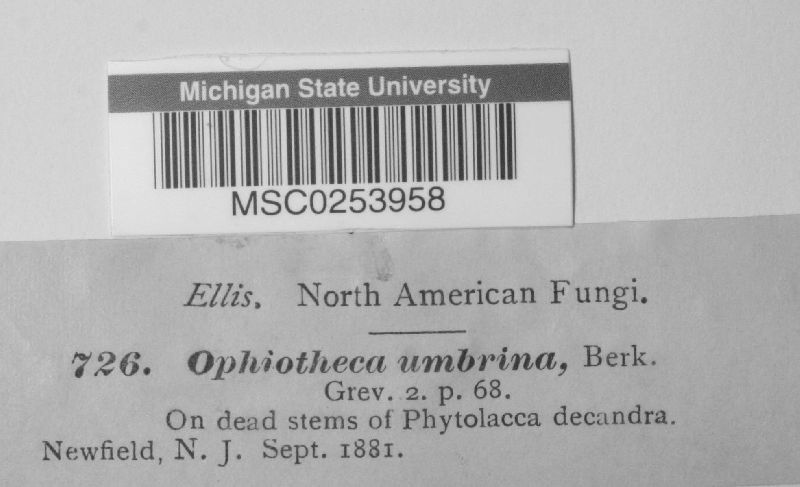 Michigan State University
MSC0253958
Ellis. North American Fungi.
726. Ophiotheca umbrina, Berk.
Grev. 2. p. 68.
On dead stems of Phytolacca decandra.
Newfield, N. J. Sept. 1881.